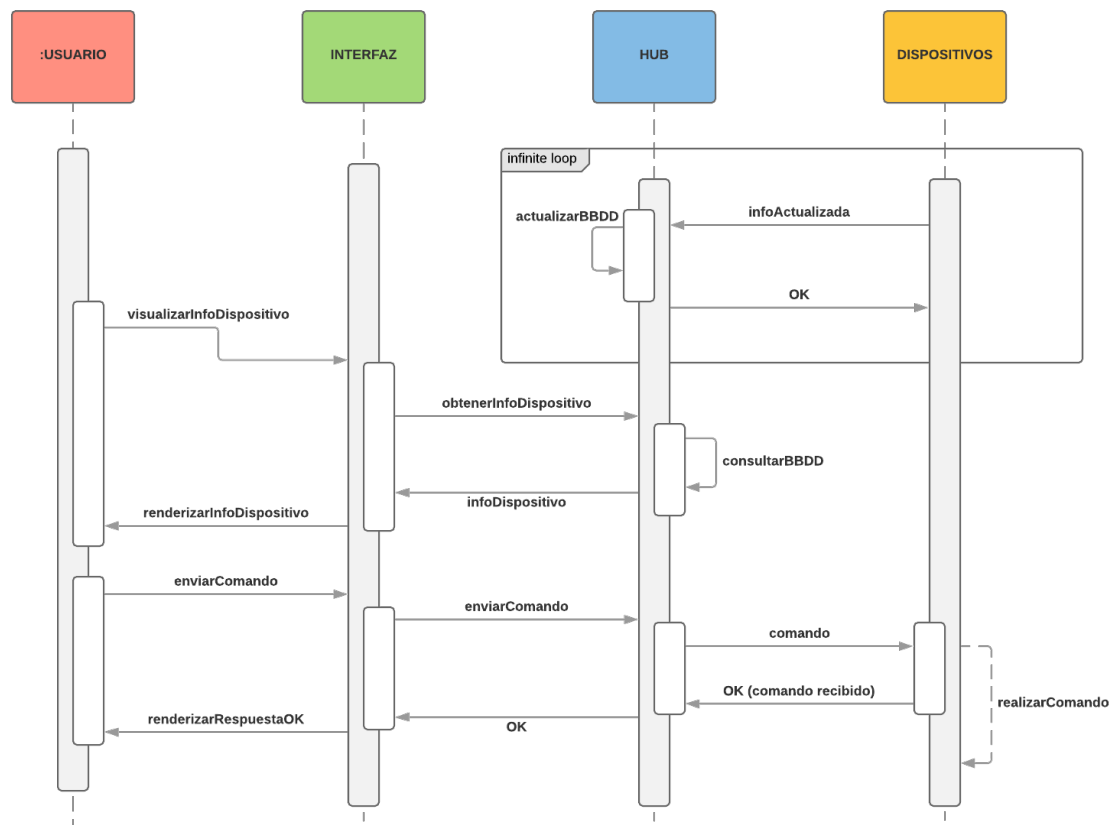 :USUARIO
INTERFAZ
HUB
DISPOSITIVOS
infinite loop
infoActualizada
actualizarBBDD
OK
visualizarInfoDispositivo
obtenerInfoDispositivo
consultarBBDD
infoDispositivo
renderizarInfoDispositivo
enviarComando
enviarComando
comando
OK (comando recibido)
realizarComando
renderizarRespuestaOK
OK